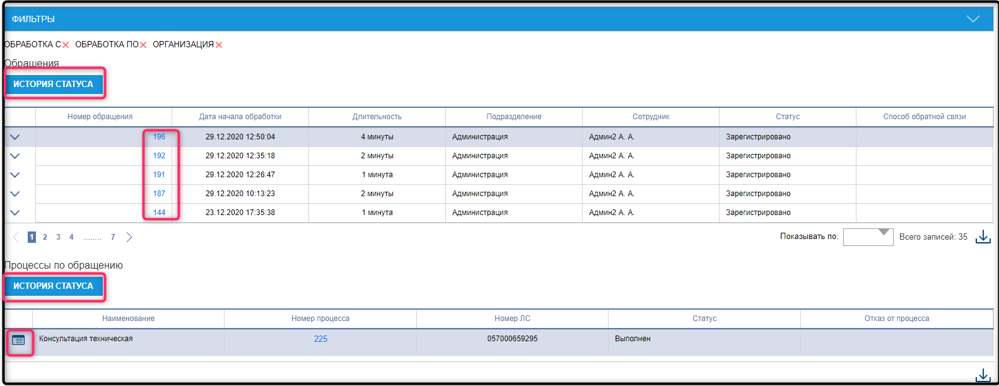 ФИЛЬТРЫ
ОБРАБОТКА С ОБРАБОТКА ПО ОРГАНИЗАЦИЯ
Обращения
ИСТОРИЯ СТАТУСА
Номер обращения Дата начала обработки Длительность Подразделение Сотрудник Статус Способ обратной связи
196 29.12.2020 12:50:04 4 минуты Администрация Админ2 А. А. Зарегистрировано
192 29.12.2020 12:35:18 2 минуты Администрация Админ2 А. А. Зарегистрировано
191 29.12.2020 12:26:47 1 минута Администрация Админ2 А. А. Зарегистрировано
187 29.12.2020 10:13:23 2 минуты Администрация Админ2 А. А. Зарегистрировано
144 23.12.2020 17:35:38 1 минута Администрация Админ2 А. А. Зарегистрировано
1 2 3 4 ........ 7 Показывать по: Всего записей: 35
Процессы по обращению
ИСТОРИЯ СТАТУСА
Наименование Номер процесса Номер ЛС Статус Отказ от процесса
Консультация техническая 225 057000659295 Выполнен